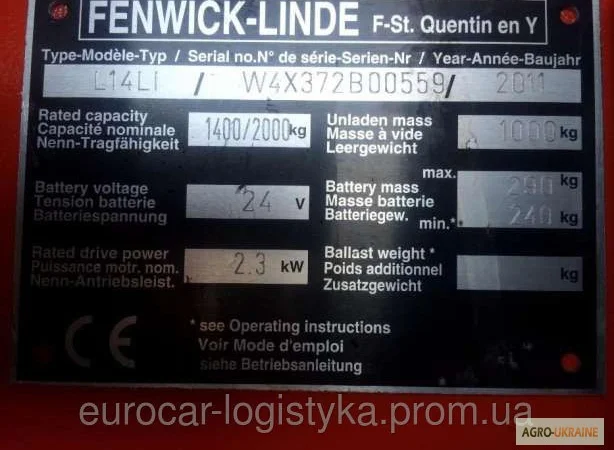 FENWICK-LINDE F-St. Quentin en Y
Type-Modèle-Typ / Serial no.N° de série-Serien-Nr / Year-Année-Baujahr
L14LI / W4X372B00559/ 2011
Rated capacity
Capacité nominale
Nenn-Tragfähigkeit
1400/2000kg
Unladen mass
Masse à vide
Leergewicht
1000 kg
Battery voltage
Tension batterie
Batteriespannung
24 V
max.
Battery mass
Masse batterie
Batteriegew.
min.*
290 kg
240 kg
Rated drive power
Puissance motr. nom.
Nenn-Antriebsleist.
2.3 kW
Ballast weight *
Poids additionnel
Zusatzgewicht
kg
CE
* see Operating instructions
Voir Mode d'emploi
siehe Betriebsanleitung
eurocar-logistyka.prom.ua
AGRO-UKRAINE